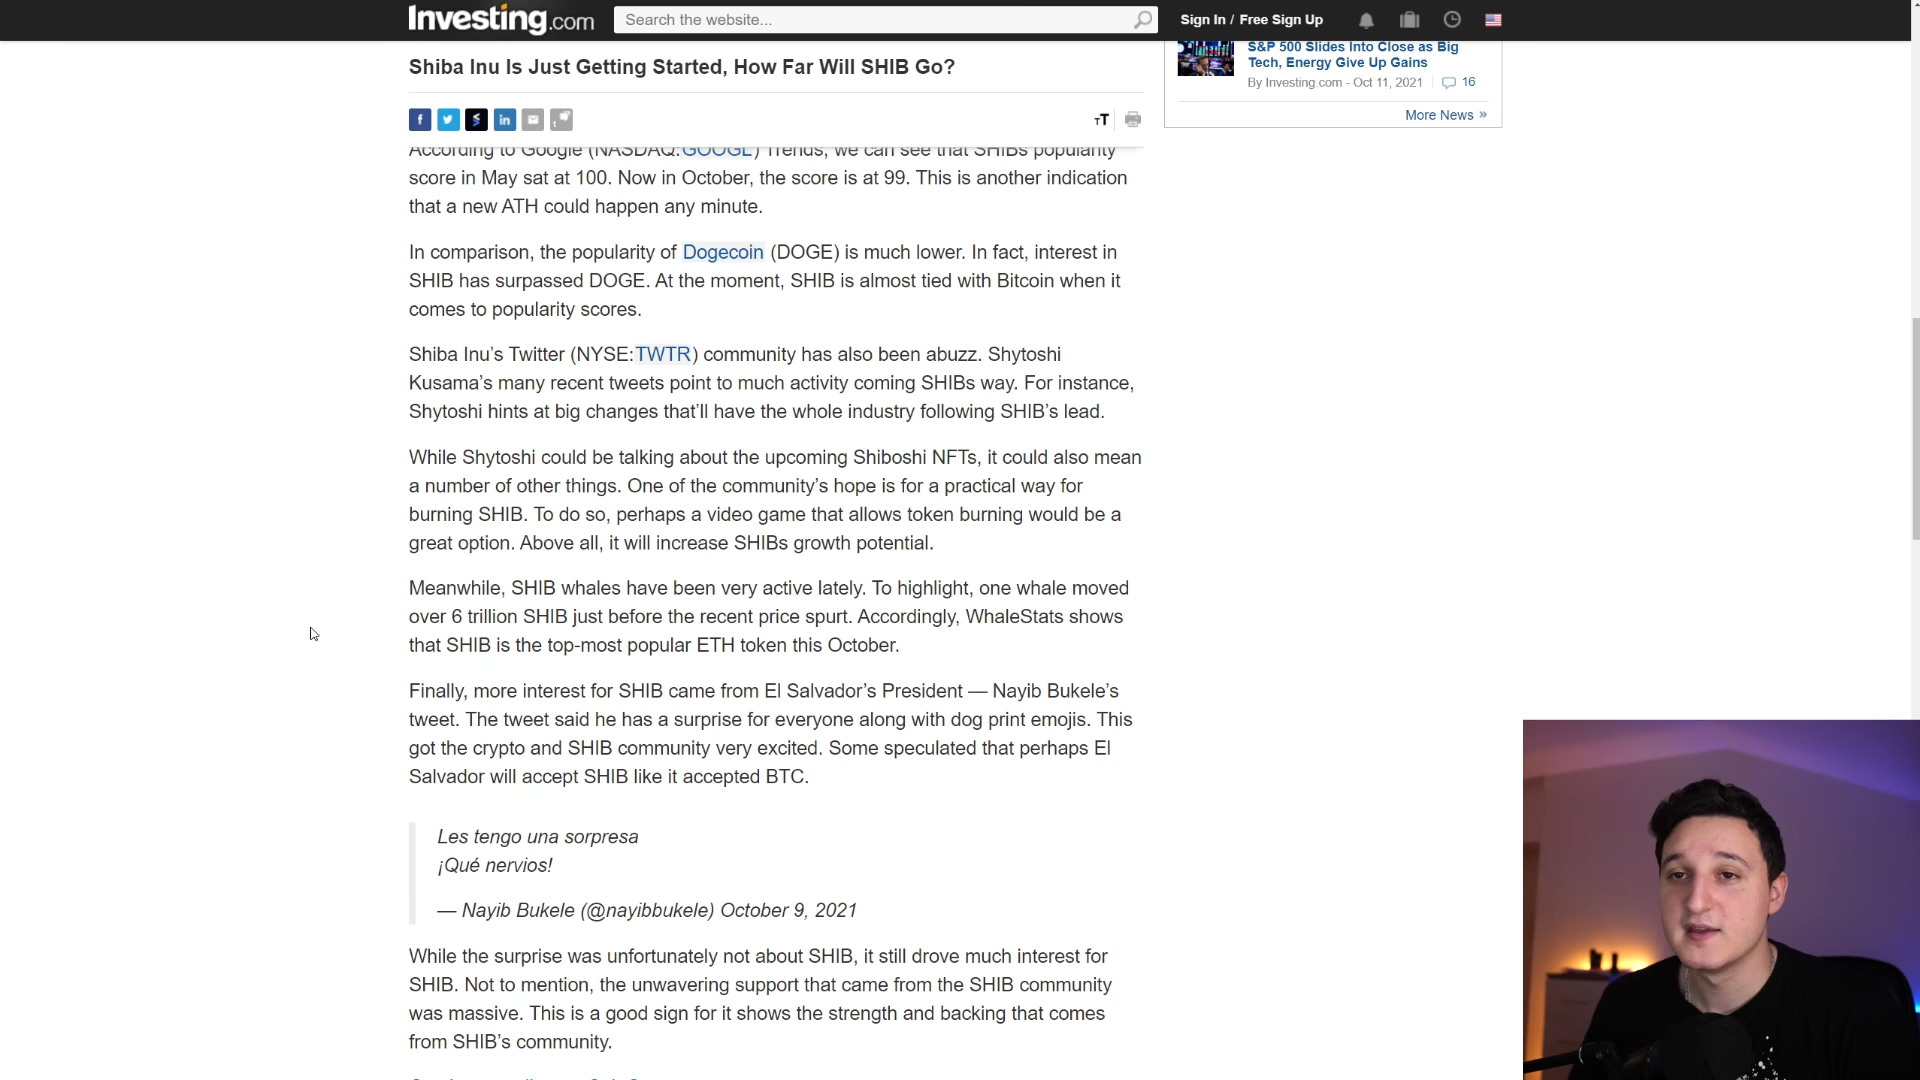 Investing.com
Search the website...
Sign In / Free Sign Up
S&P 500 Slides Into Close as Big
Tech, Energy Give Up Gains
By Investing.com - Oct 11, 2021
16
More News »
Shiba Inu Is Just Getting Started, How Far Will SHIB Go?
According to Google (NASDAQ:GOOGL) Trends, we can see that SHIBs popularity
score in May sat at 100. Now in October, the score is at 99. This is another indication
that a new ATH could happen any minute.
In comparison, the popularity of Dogecoin (DOGE) is much lower. In fact, interest in
SHIB has surpassed DOGE. At the moment, SHIB is almost tied with Bitcoin when it
comes to popularity scores.
Shiba Inu’s Twitter (NYSE:TWTR) community has also been abuzz. Shytoshi
Kusama’s many recent tweets point to much activity coming SHIBs way. For instance,
Shytoshi hints at big changes that’ll have the whole industry following SHIB’s lead.
While Shytoshi could be talking about the upcoming Shiboshi NFTs, it could also mean
a number of other things. One of the community’s hope is for a practical way for
burning SHIB. To do so, perhaps a video game that allows token burning would be a
great option. Above all, it will increase SHIBs growth potential.
Meanwhile, SHIB whales have been very active lately. To highlight, one whale moved
over 6 trillion SHIB just before the recent price spurt. Accordingly, WhaleStats shows
that SHIB is the top-most popular ETH token this October.
Finally, more interest for SHIB came from El Salvador’s President — Nayib Bukele’s
tweet. The tweet said he has a surprise for everyone along with dog print emojis. This
got the crypto and SHIB community very excited. Some speculated that perhaps El
Salvador will accept SHIB like it accepted BTC.
Les tengo una sorpresa
¡Qué nervios!
— Nayib Bukele (@nayibbukele) October 9, 2021
While the surprise was unfortunately not about SHIB, it still drove much interest for
SHIB. Not to mention, the unwavering support that came from the SHIB community
was massive. This is a good sign for it shows the strength and backing that comes
from SHIB’s community.